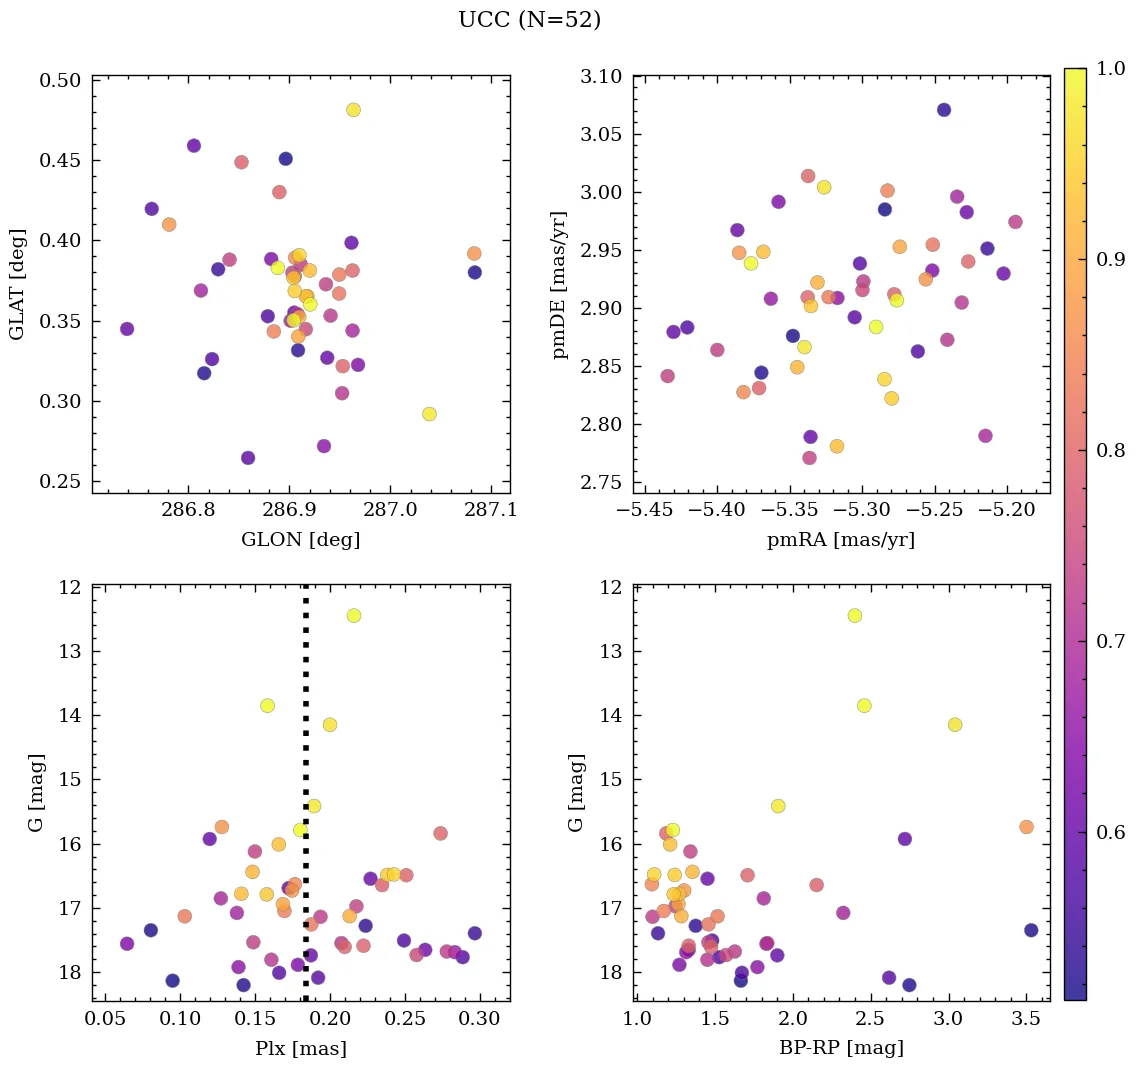 UCC (N=52)
0.50
0.45
0.40
0.35
0.30
0.25
GLAT [deg]
286.8 286.9 287.0 287.1
GLON [deg]
3.10
3.05
3.00
2.95
2.90
2.85
2.80
2.75
pmDE [mas/yr]
−5.45 −5.40 −5.35 −5.30 −5.25 −5.20
pmRA [mas/yr]
12
13
14
15
16
17
18
G [mag]
0.05 0.10 0.15 0.20 0.25 0.30
Plx [mas]
12
13
14
15
16
17
18
G [mag]
1.0 1.5 2.0 2.5 3.0 3.5
BP-RP [mag]
1.0
0.9
0.8
0.7
0.6